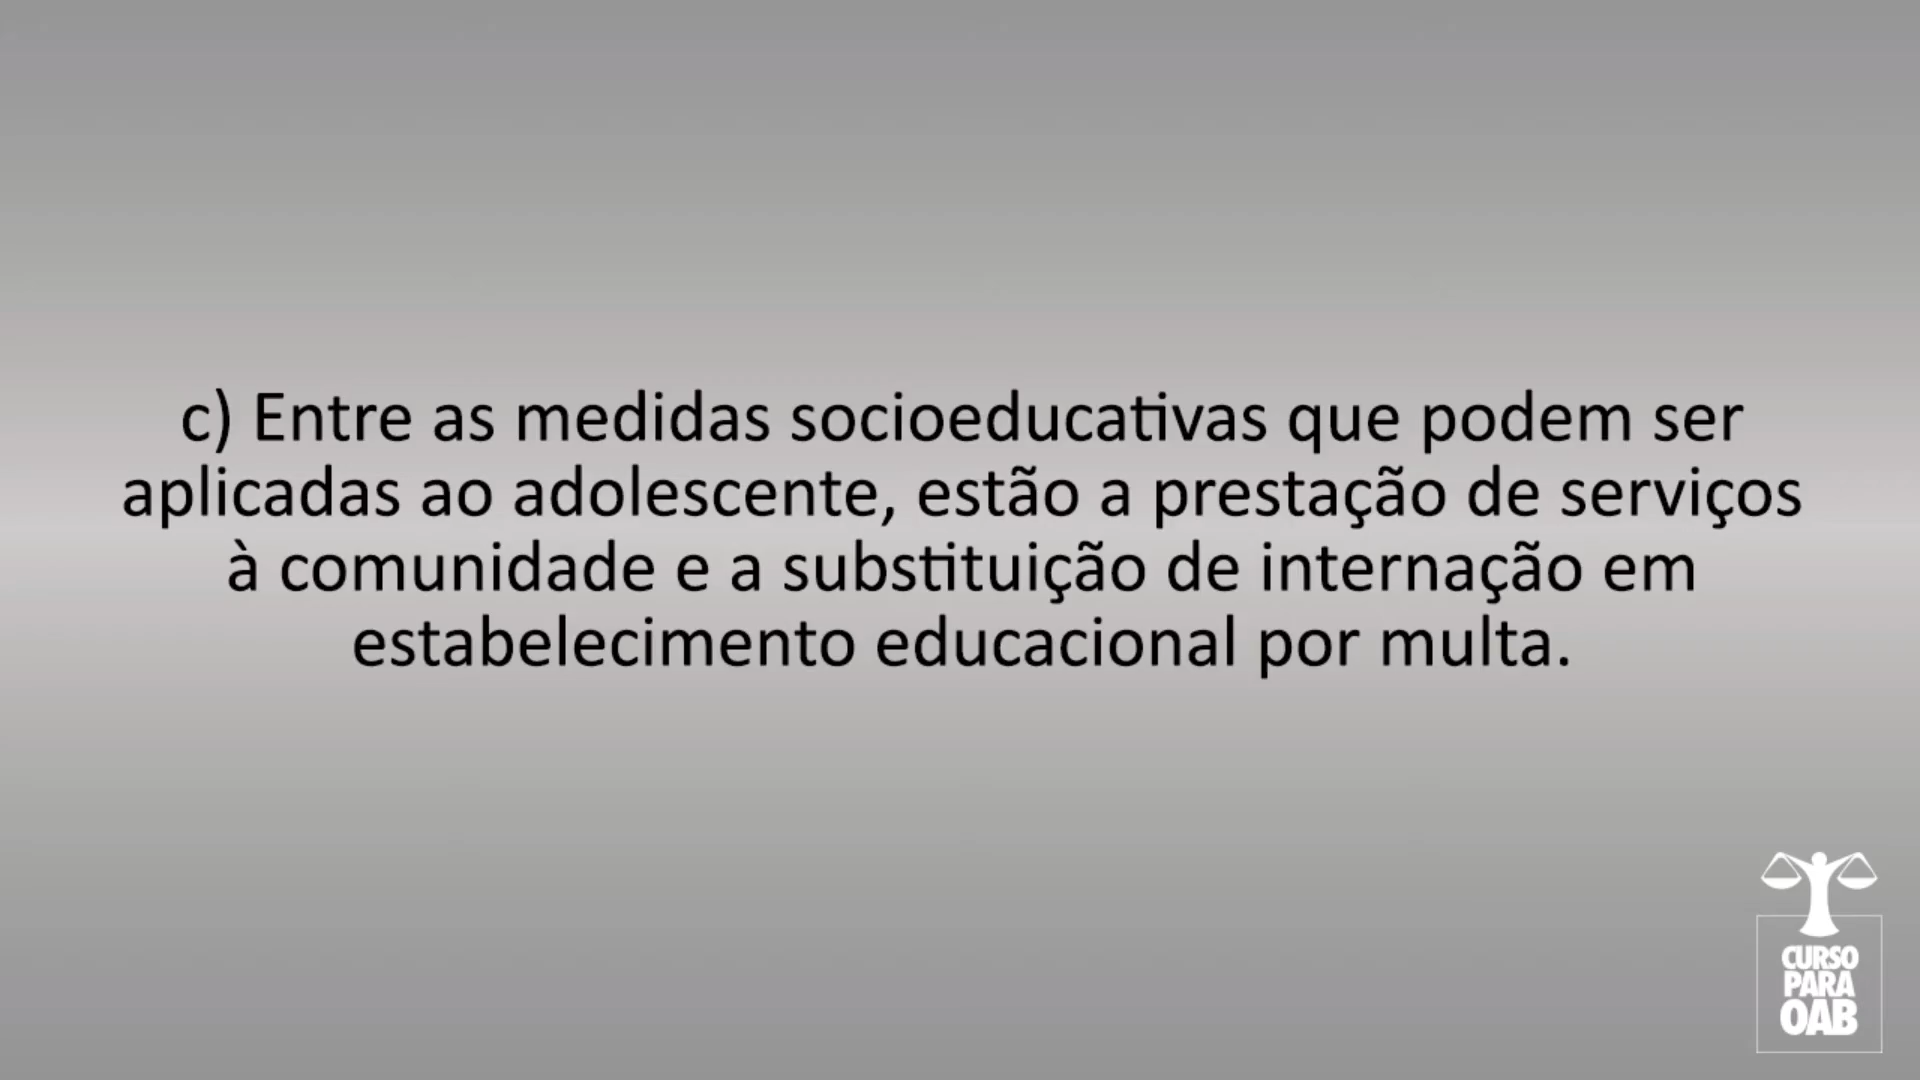 c) Entre as medidas socioeducativas que podem ser
aplicadas ao adolescente, estão a prestação de serviços
à comunidade e a substituição de internação em
estabelecimento educacional por multa.
CURSO
PARA
OAB